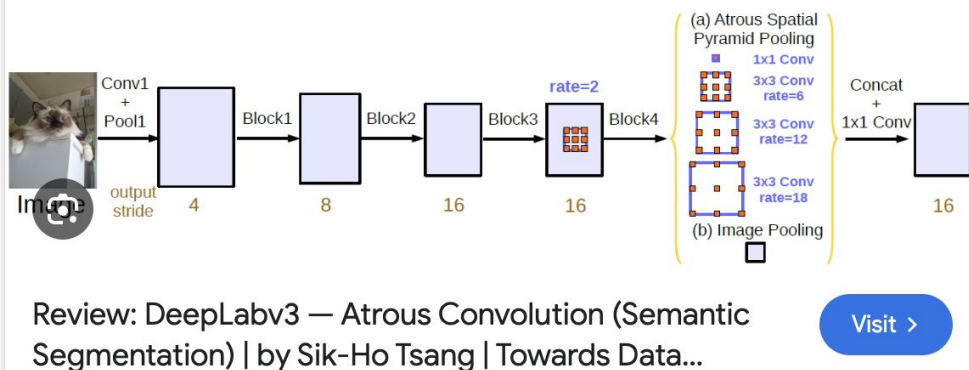 (a) Atrous Spatial
Pyramid Pooling
1x1 Conv
3x3 Conv
rate=6
3x3 Conv
rate=12
3x3 Conv
rate=18
(b) Image Pooling
Conv1
+
Pool1
Block1
Block2
Block3
rate=2
Block4
Concat
+
1x1 Conv
Image
output
stride
4
8
16
16
16
Review: DeepLabv3 — Atrous Convolution (Semantic
Segmentation) | by Sik-Ho Tsang | Towards Data...
Visit >